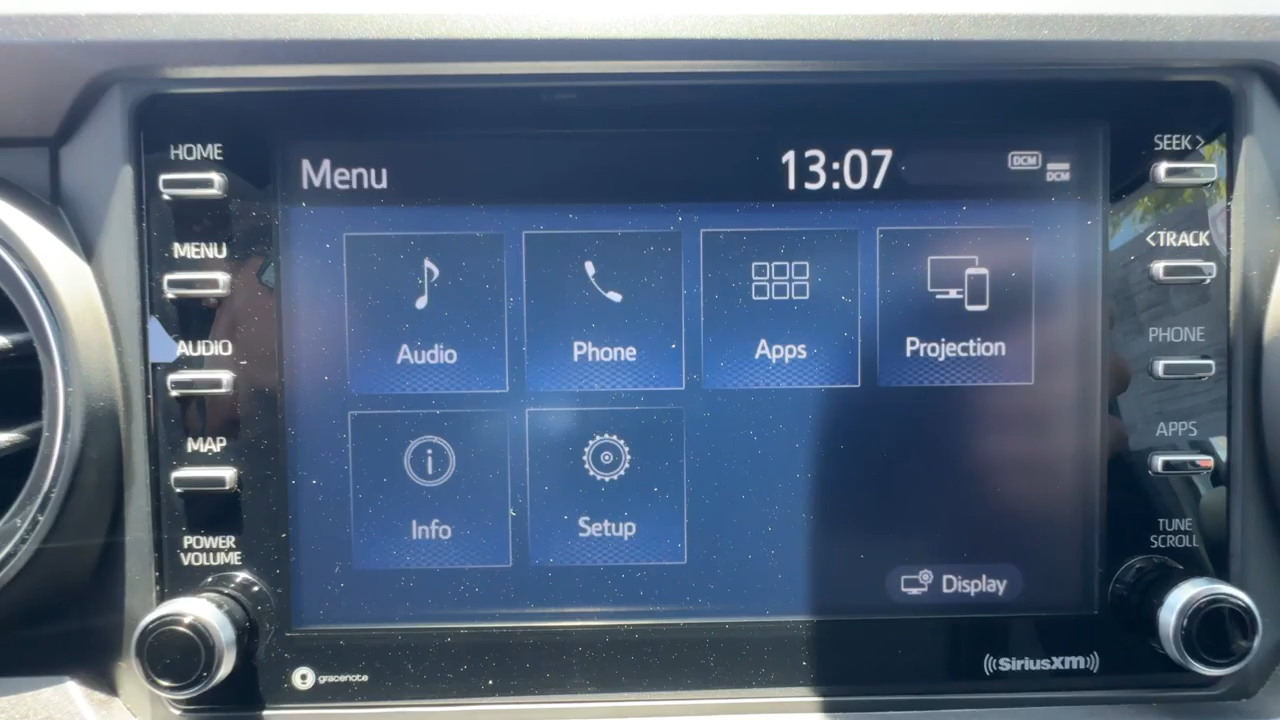 HOME
SEEK>
Menu
13:07
DCM
DCM
MENU
<TRACK
AUDIO
PHONE
Audio
Phone
Apps
Projection
MAP
APPS
Info
Setup
POWER
VOLUME
TUNE
SCROLL
Display
gracenote
SiriusXM